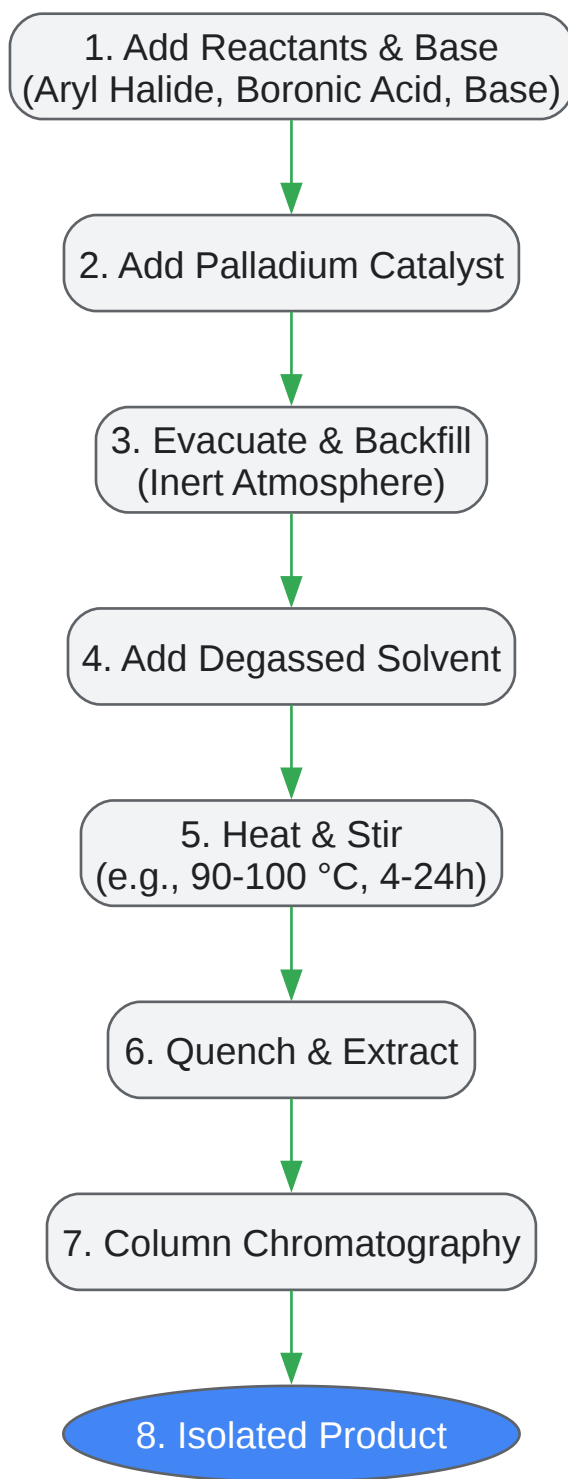 1. Add Reactants & Base
(Aryl Halide, Boronic Acid, Base)
2. Add Palladium Catalyst
3. Evacuate & Backfill
(Inert Atmosphere)
4. Add Degassed Solvent
5. Heat & Stir
(e.g., 90-100 °C, 4-24h)
6. Quench & Extract
7. Column Chromatography
8. Isolated Product